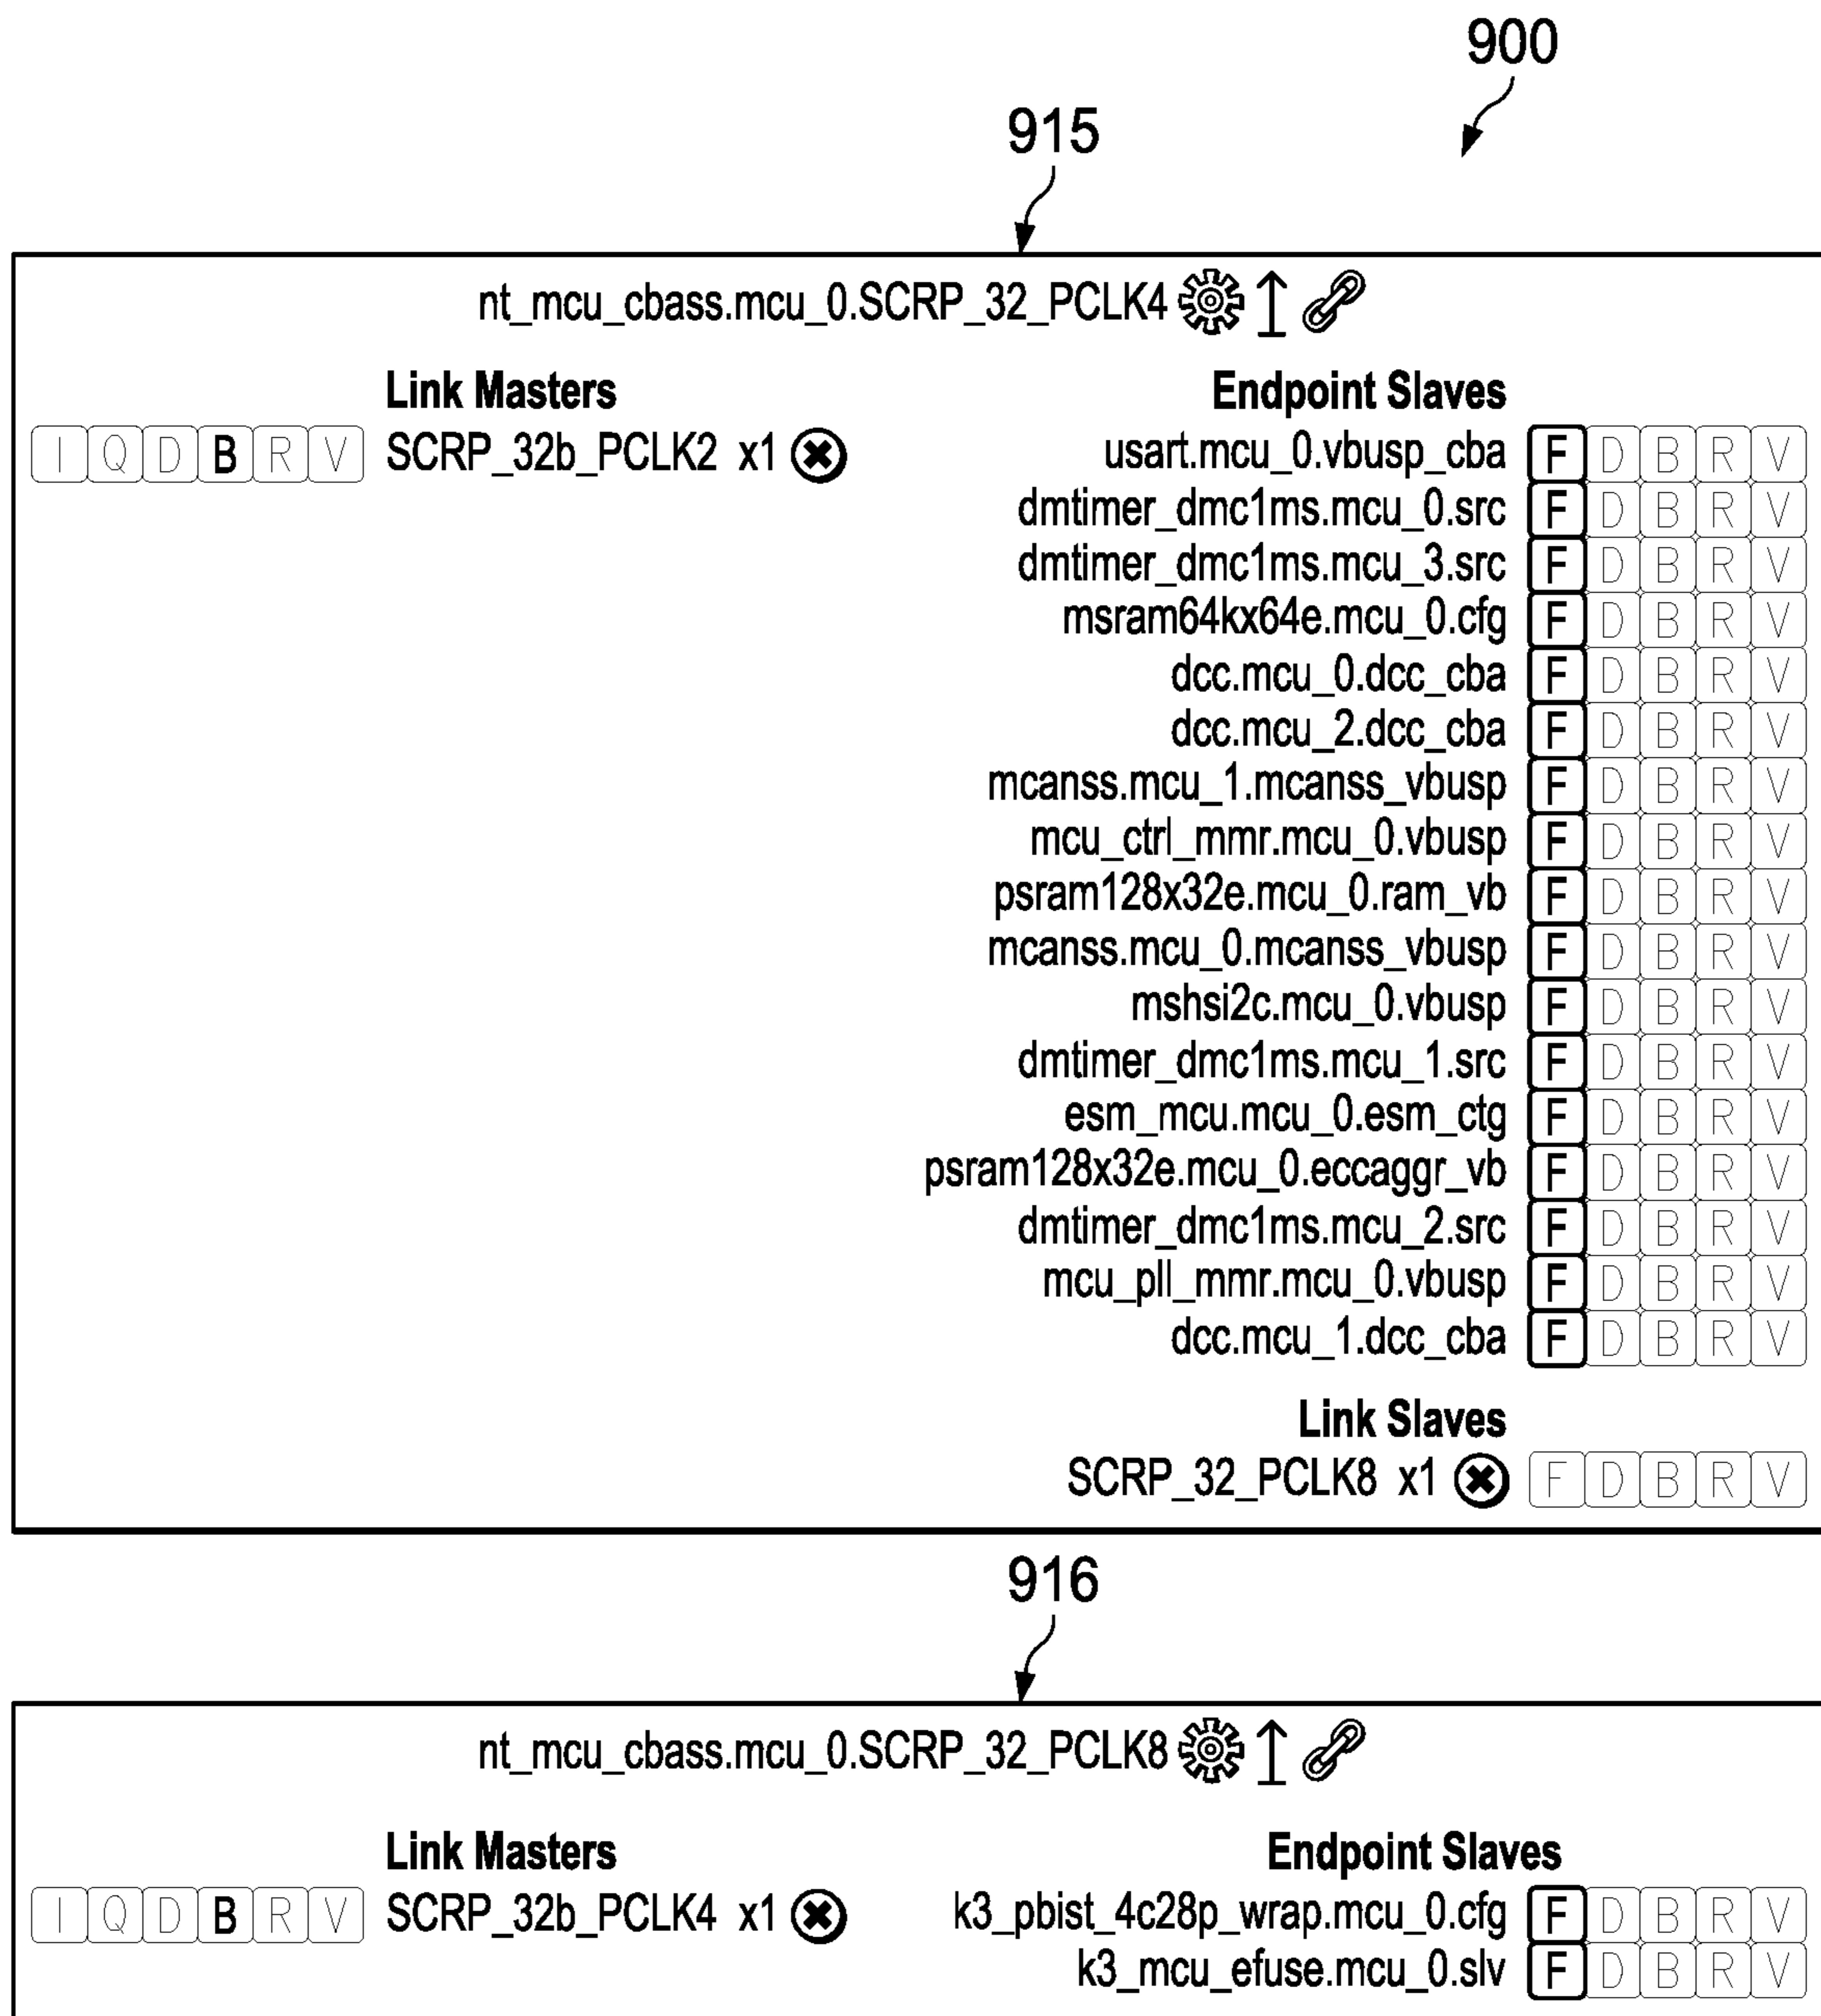 900
915
nt_mcu_cbass.mcu_0.SCRP_32_PCLK4
Link Masters Endpoint Slaves
I Q D B R V SCRP_32b_PCLK2 x1 usart.mcu_0.vbusp_cba F D B R V
dmtimer_dmc1ms.mcu_0.src F D B R V
dmtimer_dmc1ms.mcu_3.src F D B R V
msram64kx64e.mcu_0.cfg F D B R V
dcc.mcu_0.dcc_cba F D B R V
dcc.mcu_2.dcc_cba F D B R V
mcanss.mcu_1.mcanss_vbusp F D B R V
mcu_ctrl_mmr.mcu_0.vbusp F D B R V
psram128x32e.mcu_0.ram_vb F D B R V
mcanss.mcu_0.mcanss_vbusp F D B R V
mshsi2c.mcu_0.vbusp F D B R V
dmtimer_dmc1ms.mcu_1.src F D B R V
esm_mcu.mcu_0.esm_ctg F D B R V
psram128x32e.mcu_0.eccaggr_vb F D B R V
dmtimer_dmc1ms.mcu_2.src F D B R V
mcu_pll_mmr.mcu_0.vbusp F D B R V
dcc.mcu_1.dcc_cba F D B R V
Link Slaves
SCRP_32_PCLK8 x1 F D B R V
916
nt_mcu_cbass.mcu_0.SCRP_32_PCLK8
Link Masters Endpoint Slaves
I Q D B R V SCRP_32b_PCLK4 x1 k3_pbist_4c28p_wrap.mcu_0.cfg F D B R V
k3_mcu_efuse.mcu_0.slv F D B R V